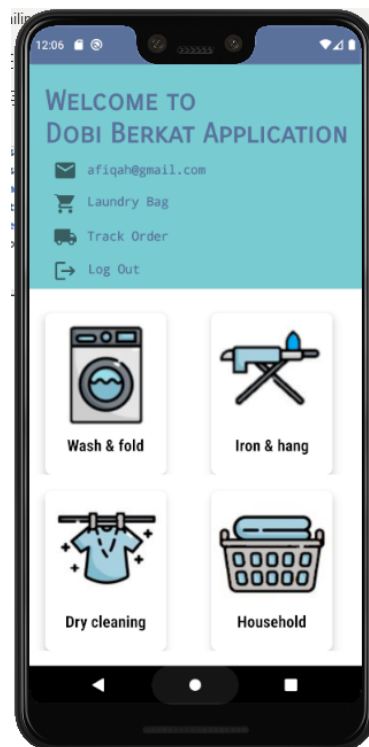 12:06
Welcome to
Dobi Berkat Application
afiqah@gmail.com
Laundry Bag
Track Order
Log Out
Wash & fold
Iron & hang
Dry cleaning
Household